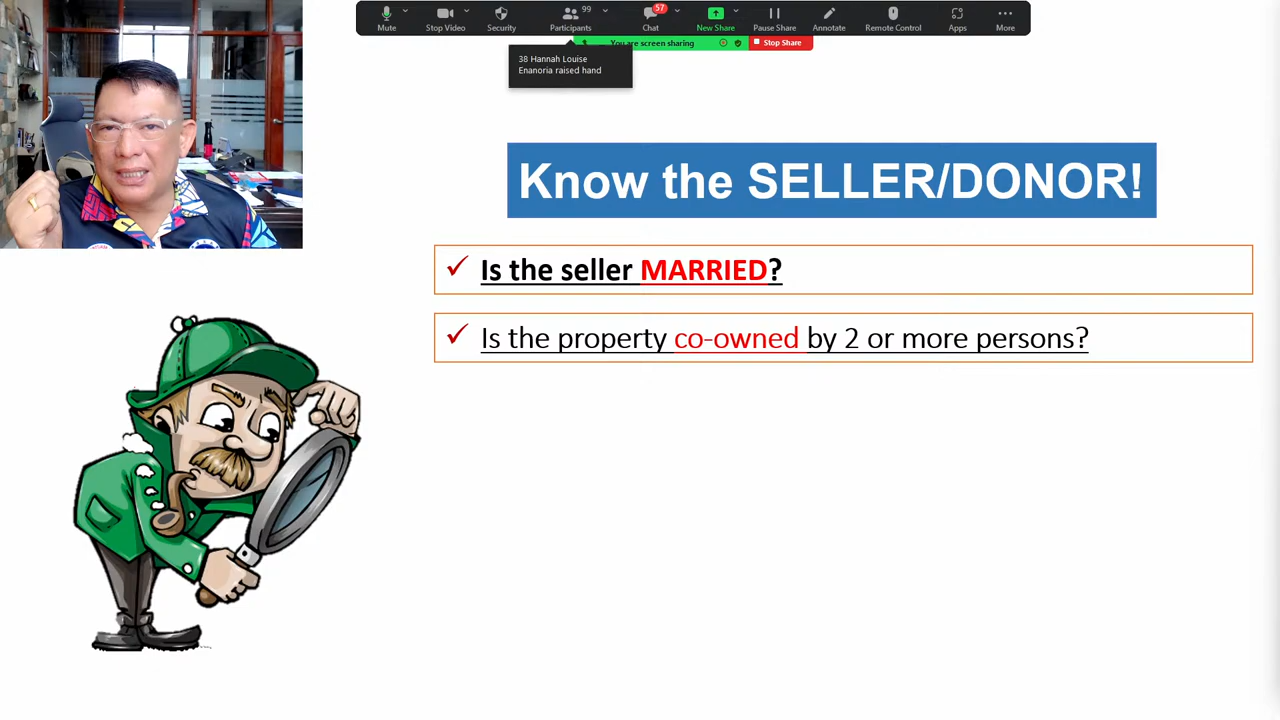 99
57
Mute
Stop Video
Security
Participants
Chat
New Share
Pause Share
Annotate
Remote Control
Apps
More
You are screen sharing
Stop Share
38 Hannah Louise
Enanoria raised hand
Know the SELLER/DONOR!
✓ Is the seller MARRIED?
✓ Is the property co-owned by 2 or more persons?